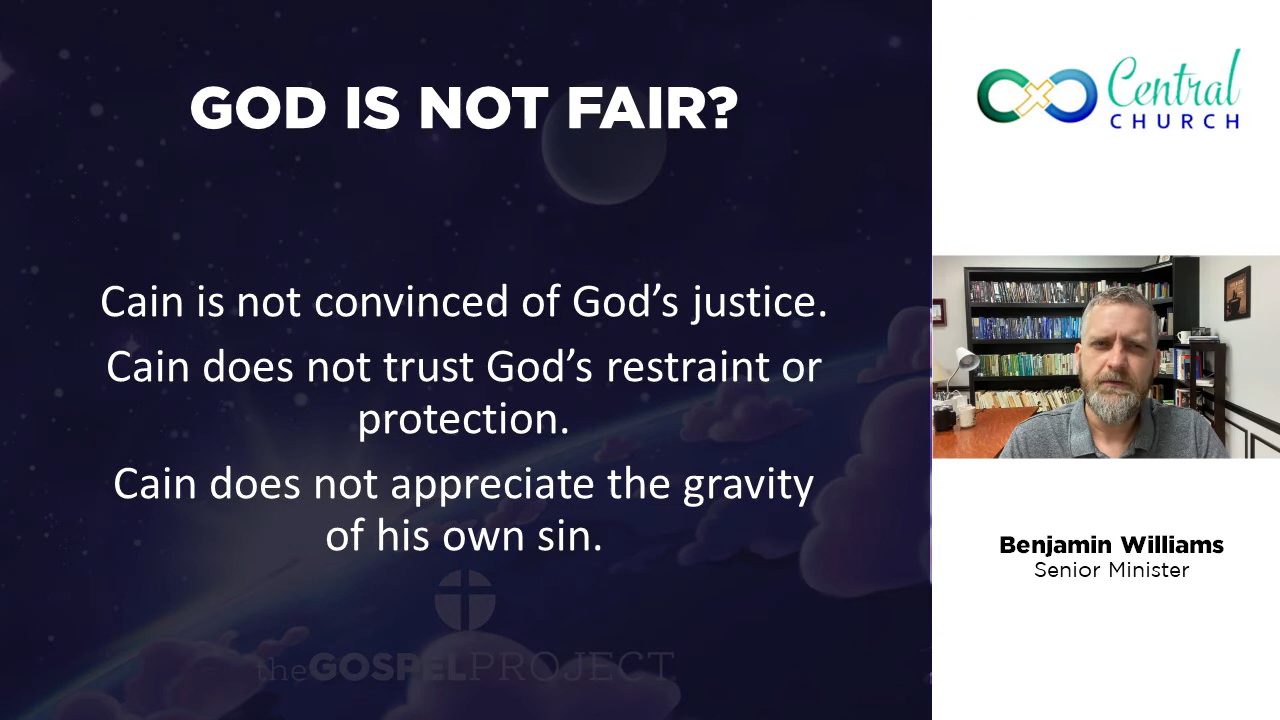 GOD IS NOT FAIR?
Cain is not convinced of God’s justice.
Cain does not trust God’s restraint or
protection.
Cain does not appreciate the gravity
of his own sin.
theGOSPELPROJECT.
Central
CHURCH
Benjamin Williams
Senior Minister